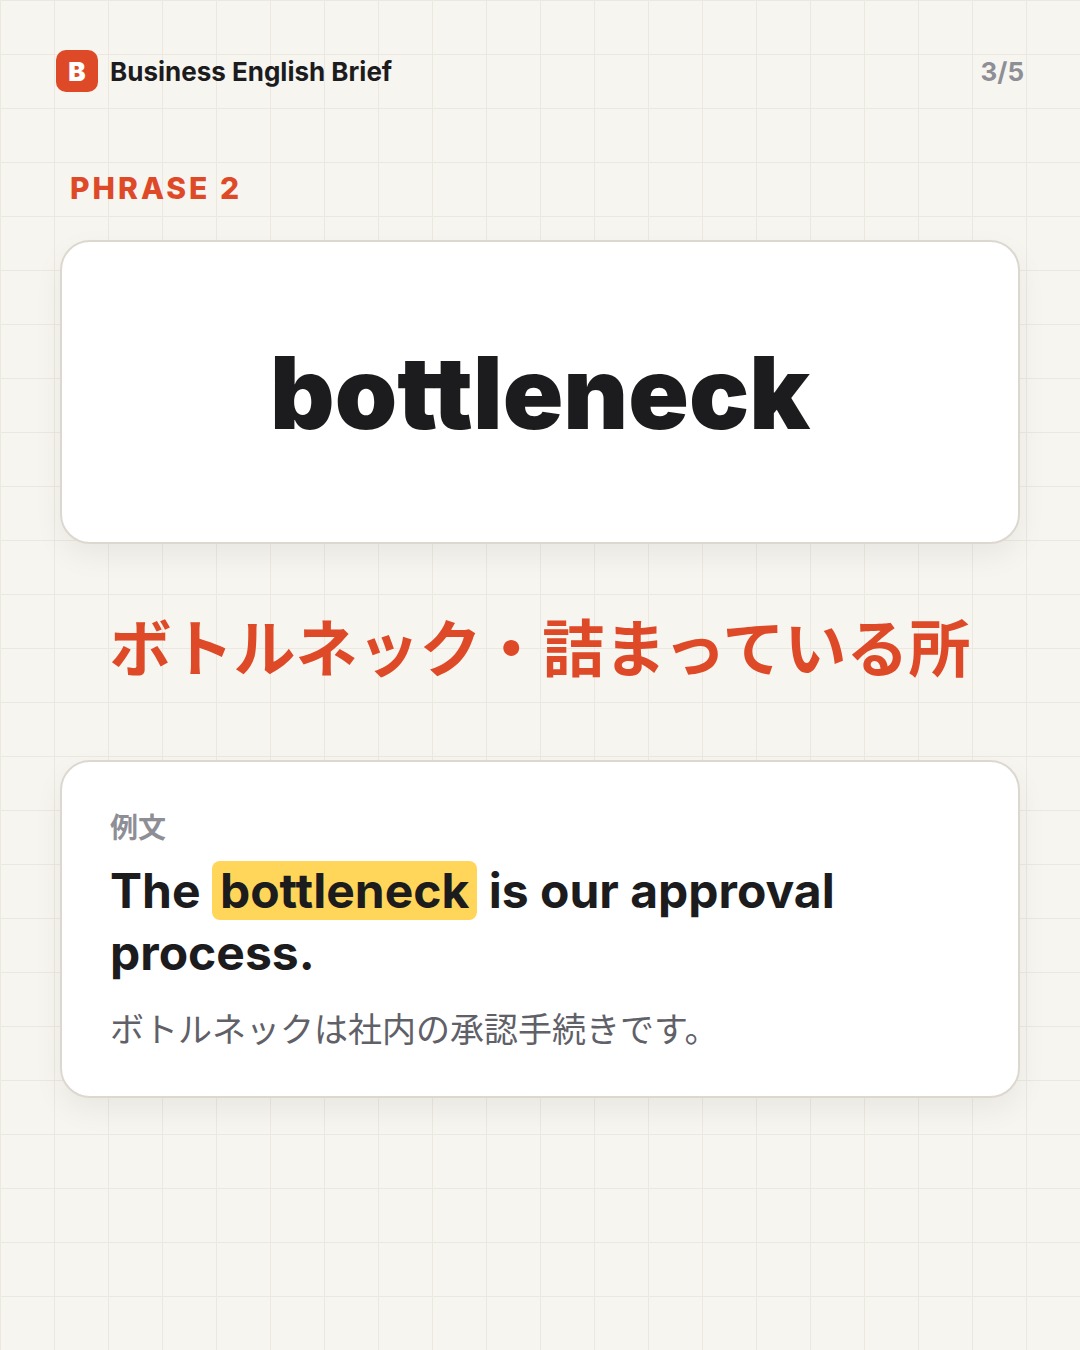 B Business English Brief 3/5
PHRASE 2
bottleneck
ボトルネック・詰まっている所
例文
The bottleneck is our approval
process.
ボトルネックは社内の承認手続きです。